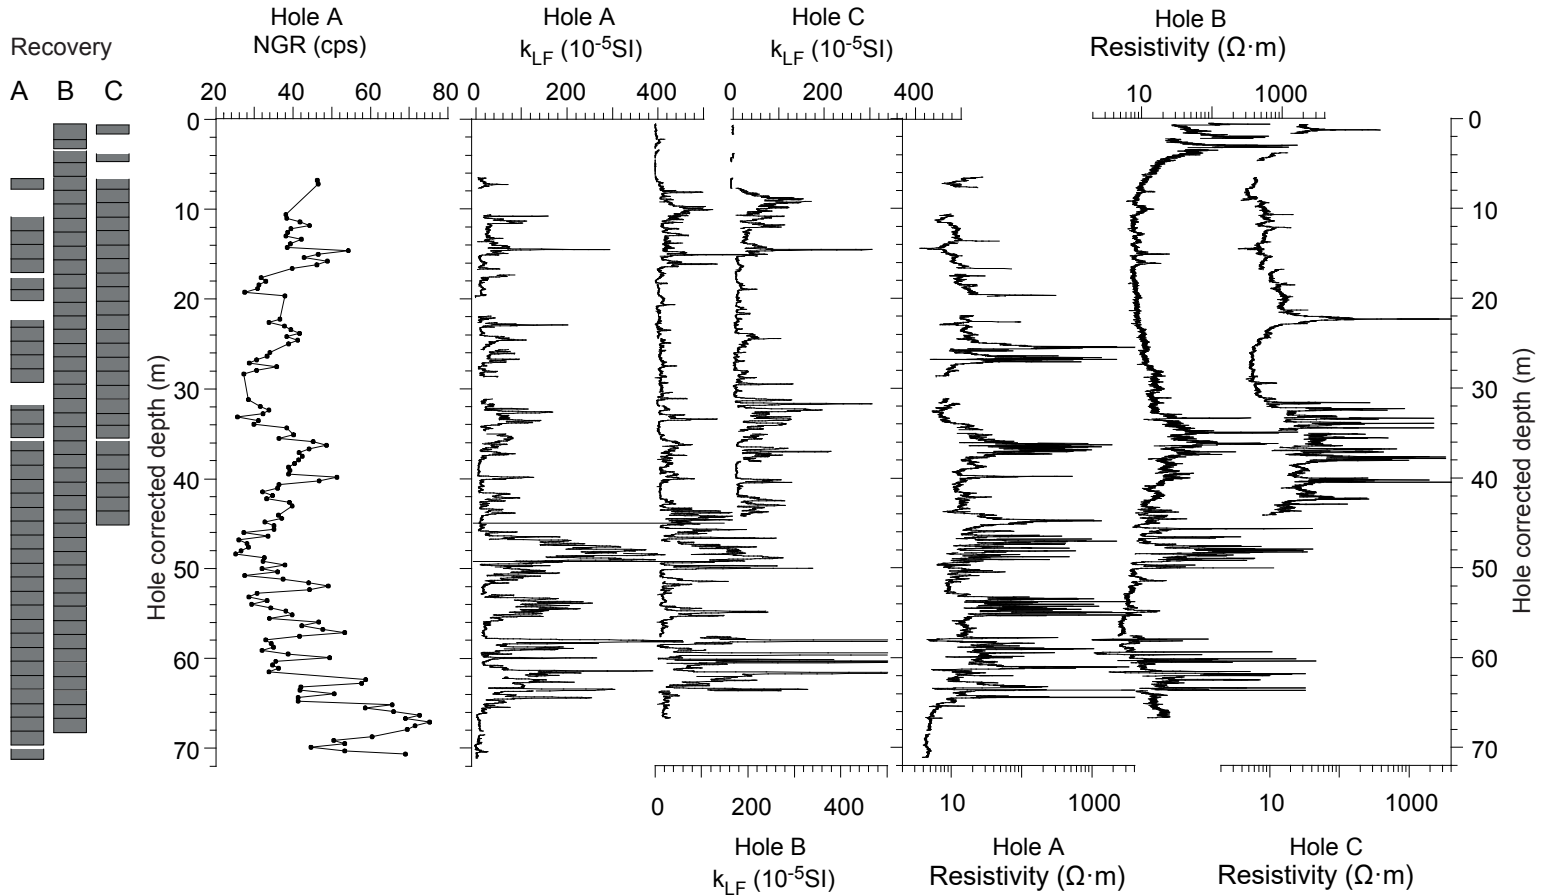 Hole A
Hole A
Hole C
Hole B
Recovery
NGR (cps)
kLF (10-5SI)
kLF (10-5SI)
Resistivity (Ω·m)
A B C
20 40 60 80 0 200 400 0 200 400 10 1000
0 0
10 10
20 20
30 30
40 40
50 50
60 60
70 70
Hole corrected depth (m)
Hole corrected depth (m)
0 200 400 10 1000 10 1000
Hole B
kLF (10-5SI)
Hole A
Resistivity (Ω·m)
Hole C
Resistivity (Ω·m)